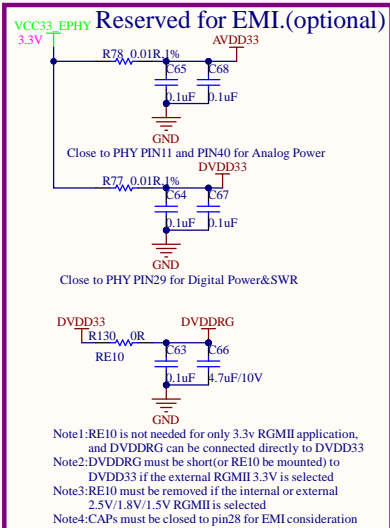 Reserved for EMI.(optional)
VCC33_EPHY
3.3V
AVDD33
R78 0.01R,1%
C65 C68
0.1uF 0.1uF
GND
Close to PHY PIN11 and PIN40 for Analog Power
DVDD33
R77 0.01R,1%
C64 C67
0.1uF 0.1uF
GND
Close to PHY PIN29 for Digital Power&SWR
DVDD33 DVDDRG
R130 0R
RE10
C63 C66
0.1uF 4.7uF/10V
GND
Note1:RE10 is not needed for only 3.3v RGMII application,
and DVDDRG can be connected directly to DVDD33
Note2:DVDDRG must be short(or RE10 be mounted) to
DVDD33 if the external RGMII 3.3V is selected
Note3:RE10 must be removed if the internal or external
2.5V/1.8V/1.5V RGMII is selected
Note4:CAPs must be closed to pin28 for EMI consideration